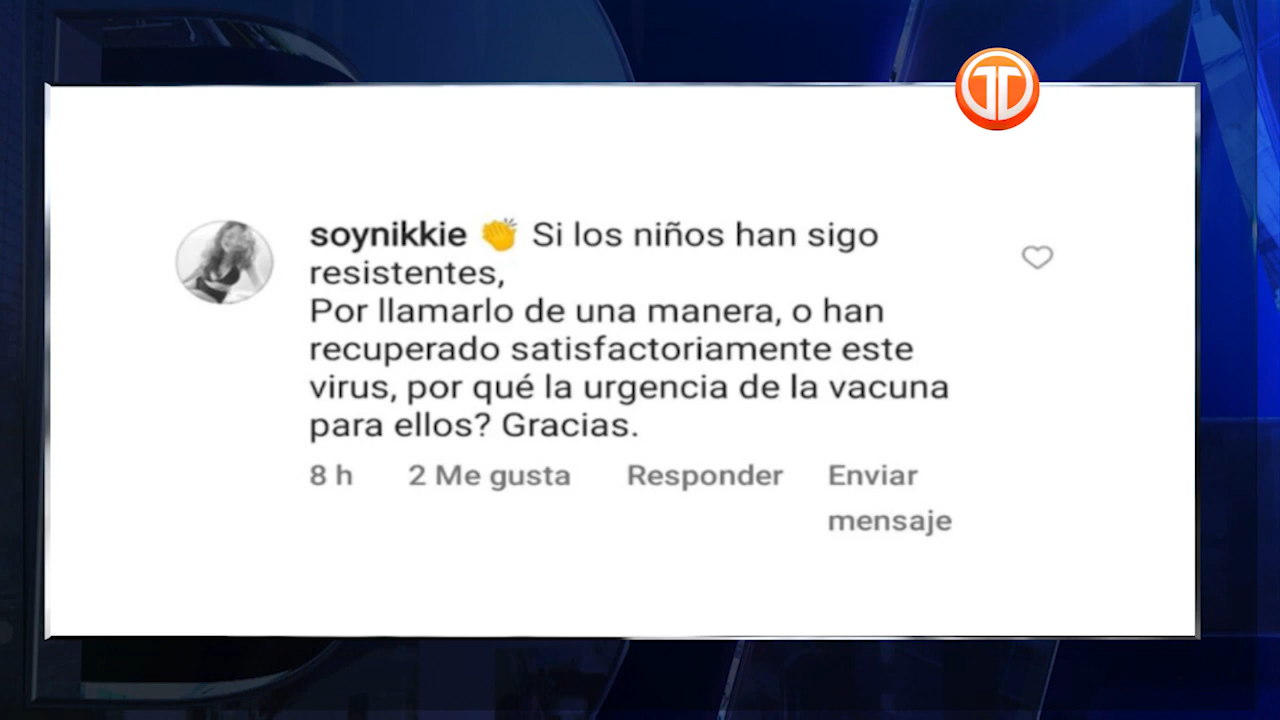 soynikkie 👏 Si los niños han sigo
resistentes,
Por llamarlo de una manera, o han
recuperado satisfactoriamente este
virus, por qué la urgencia de la vacuna
para ellos? Gracias.
8 h 2 Me gusta Responder Enviar
mensaje